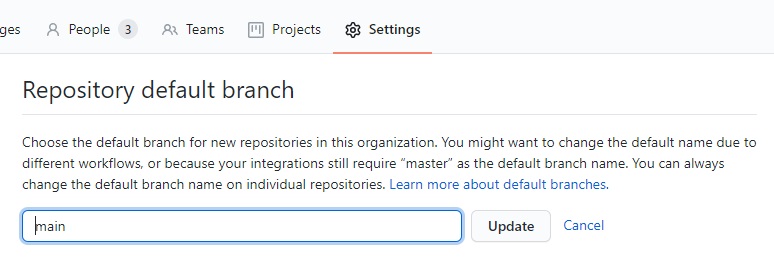 ges People 3 Teams Projects Settings
Repository default branch
Choose the default branch for new repositories in this organization. You might want to change the default name due to
different workflows, or because your integrations still require “master” as the default branch name. You can always
change the default branch name on individual repositories. Learn more about default branches.
main Update Cancel